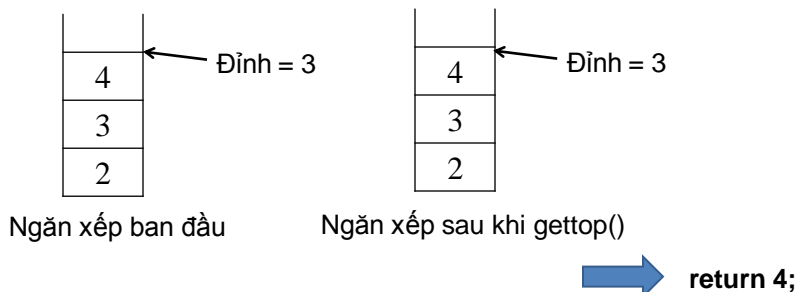 Đỉnh = 3
4
3
2
Ngăn xếp ban đầu
Đỉnh = 3
4
3
2
Ngăn xếp sau khi gettop()
return 4;